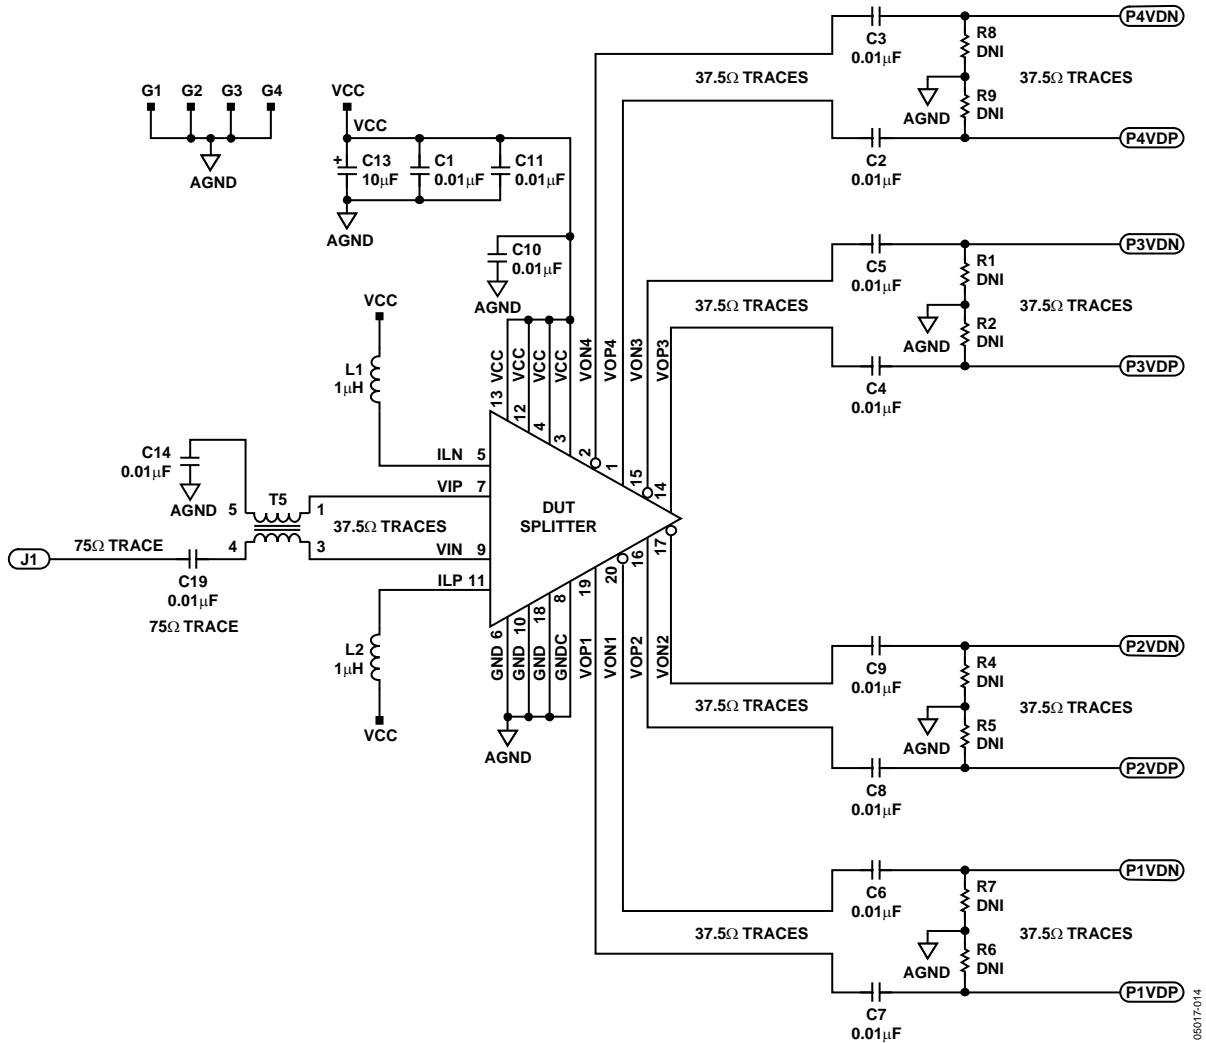 P4VDN
C3
0.01μF
R8
DNI
37.5Ω TRACES
AGND
37.5Ω TRACES
R9
DNI
P4VDP
C2
0.01μF
G1 G2 G3 G4
AGND
VCC
VCC
+
C13
10μF
C1
0.01μF
C11
0.01μF
AGND
C10
0.01μF
AGND
P3VDN
C5
0.01μF
R1
DNI
37.5Ω TRACES
AGND
37.5Ω TRACES
R2
DNI
P3VDP
C4
0.01μF
VCC
L1
1μH
13 VCC
12 VCC
4 VCC
3 VCC
2 VON4
1 VOP4
15 VON3
14 VOP3
C14
0.01μF
AGND
T5
5 1
4 3
ILN 5
VIP 7
37.5Ω TRACES
VIN 9
ILP 11
DUT
SPLITTER
J1
75Ω TRACE
C19
0.01μF
75Ω TRACE
L2
1μH
VCC
GND 6
GND 10
GND 18
GNDC 8
AGND
VOP1 19
VON1 20
VOP2 16
VON2 17
P2VDN
C9
0.01μF
R4
DNI
37.5Ω TRACES
AGND
37.5Ω TRACES
R5
DNI
P2VDP
C8
0.01μF
P1VDN
C6
0.01μF
R7
DNI
37.5Ω TRACES
AGND
37.5Ω TRACES
R6
DNI
P1VDP
C7
0.01μF
05017-014